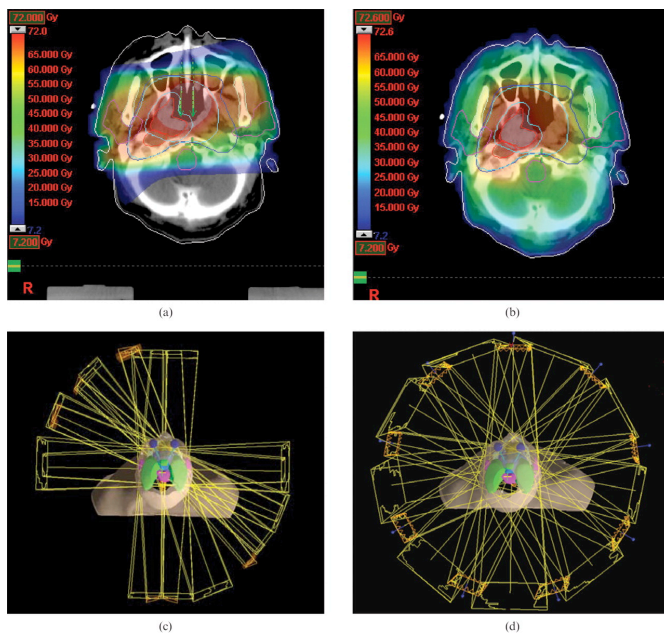 72.000 Gy
72.0
65.000 Gy
60.000 Gy
55.000 Gy
50.000 Gy
45.000 Gy
40.000 Gy
35.000 Gy
30.000 Gy
25.000 Gy
20.000 Gy
15.000 Gy
7.2
7.200 Gy
R
(a)
72.600 Gy
72.6
65.000 Gy
60.000 Gy
55.000 Gy
50.000 Gy
45.000 Gy
40.000 Gy
35.000 Gy
30.000 Gy
25.000 Gy
20.000 Gy
15.000 Gy
7.2
7.200 Gy
R
(b)
(c)
(d)